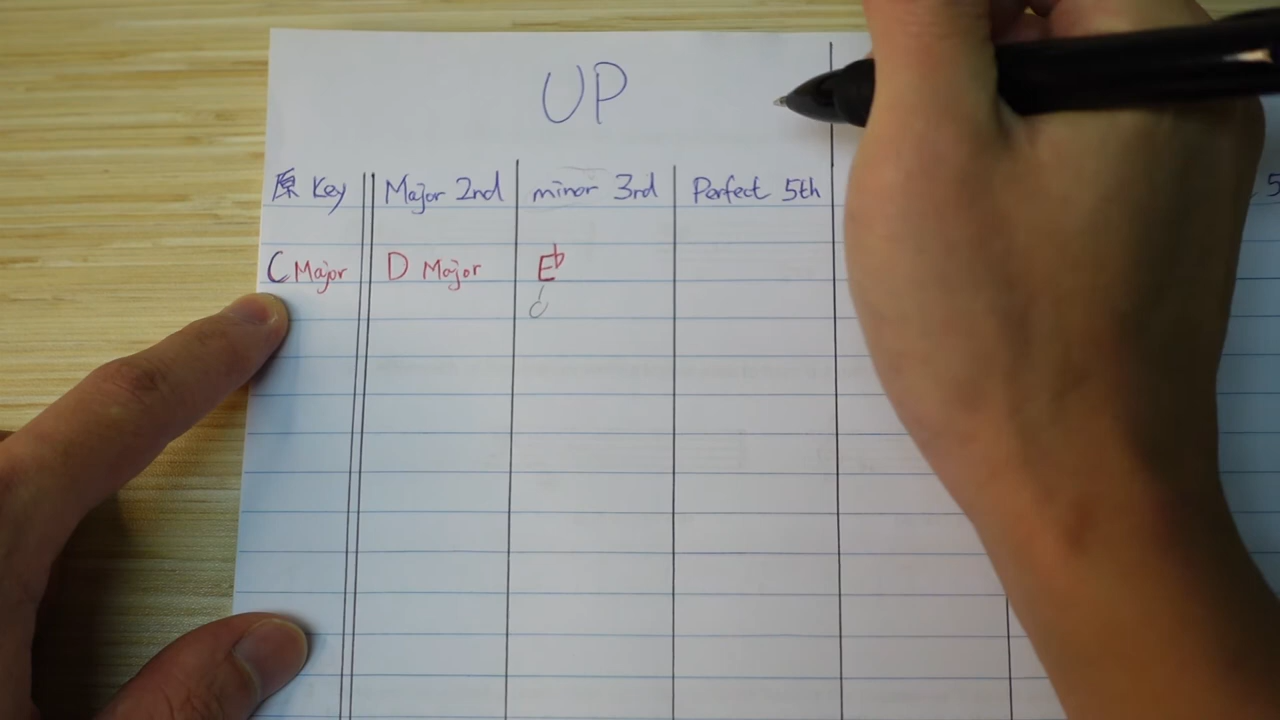 UP
原 Key Major 2nd minor 3rd Perfect 5th
C Major D Major E♭